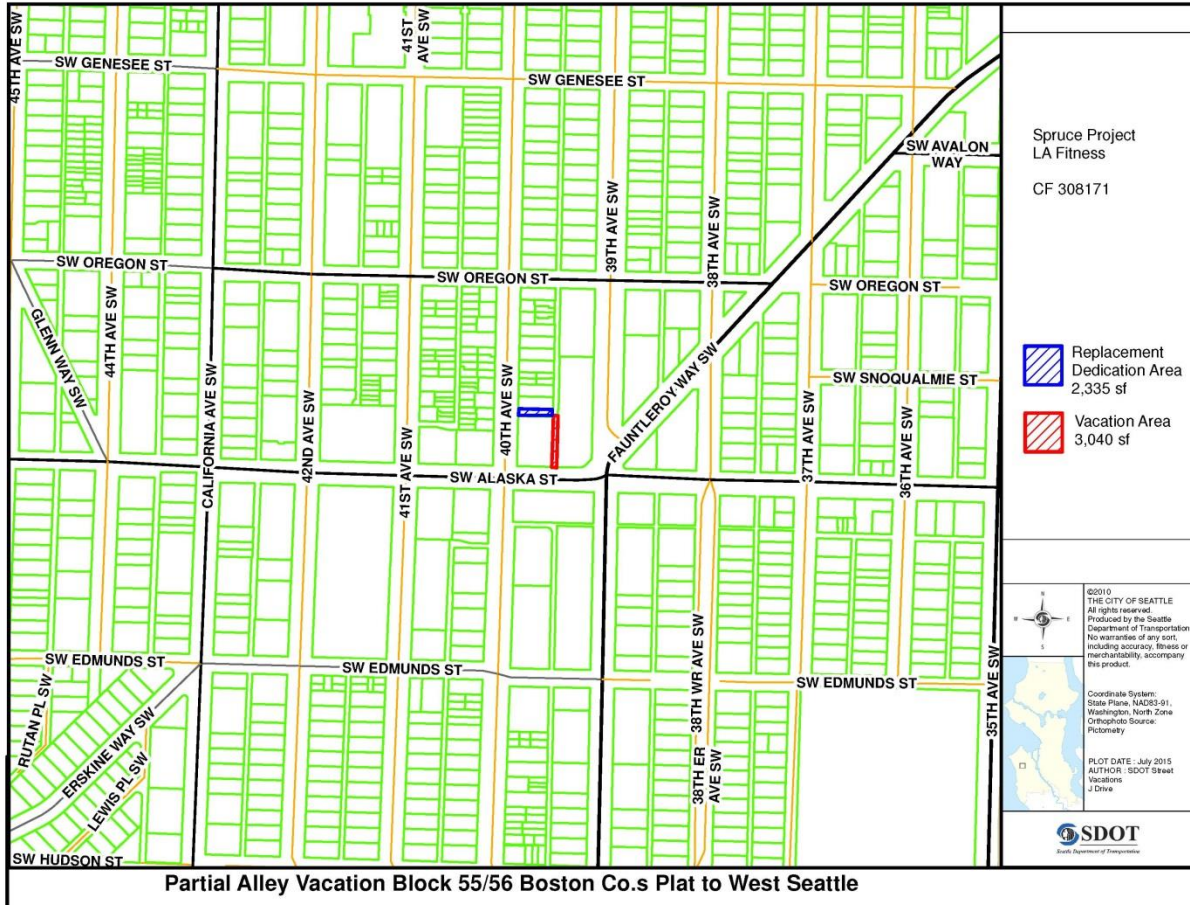 45TH AVE SW
SW GENESEE ST
41ST
AVE SW
SW GENESEE ST
SW AVALON
WAY
39TH AVE SW
38TH AVE SW
SW OREGON ST
SW OREGON ST
SW OREGON ST
GLENN WAY SW
44TH AVE SW
CALIFORNIA AVE SW
42ND AVE SW
41ST AVE SW
40TH AVE SW
FAUNTLEROY WAY SW
SW SNOQUALMIE ST
37TH AVE SW
36TH AVE SW
SW ALASKA ST
SW EDMUNDS ST
SW EDMUNDS ST
SW EDMUNDS ST
38TH WR AVE SW
38TH ER
AVE SW
35TH AVE SW
RUTAN PL SW
ERSKINE WAY SW
LEWIS PL SW
SW HUDSON ST
Spruce Project
LA Fitness
CF 308171
Replacement
Dedication Area
2,335 sf
Vacation Area
3,040 sf
N
W
E
S
©2010
THE CITY OF SEATTLE
All rights reserved.
Produced by the Seattle
Department of Transportation
No warranties of any sort,
including accuracy, fitness or
merchantability, accompany
this product.
Coordinate System:
State Plane, NAD83-91,
Washington, North Zone
Orthophoto Source:
Pictometry
PLOT DATE : July 2015
AUTHOR : SDOT Street
Vacations
J Drive
SDOT
Seattle Department of Transportation
Partial Alley Vacation Block 55/56 Boston Co.s Plat to West Seattle